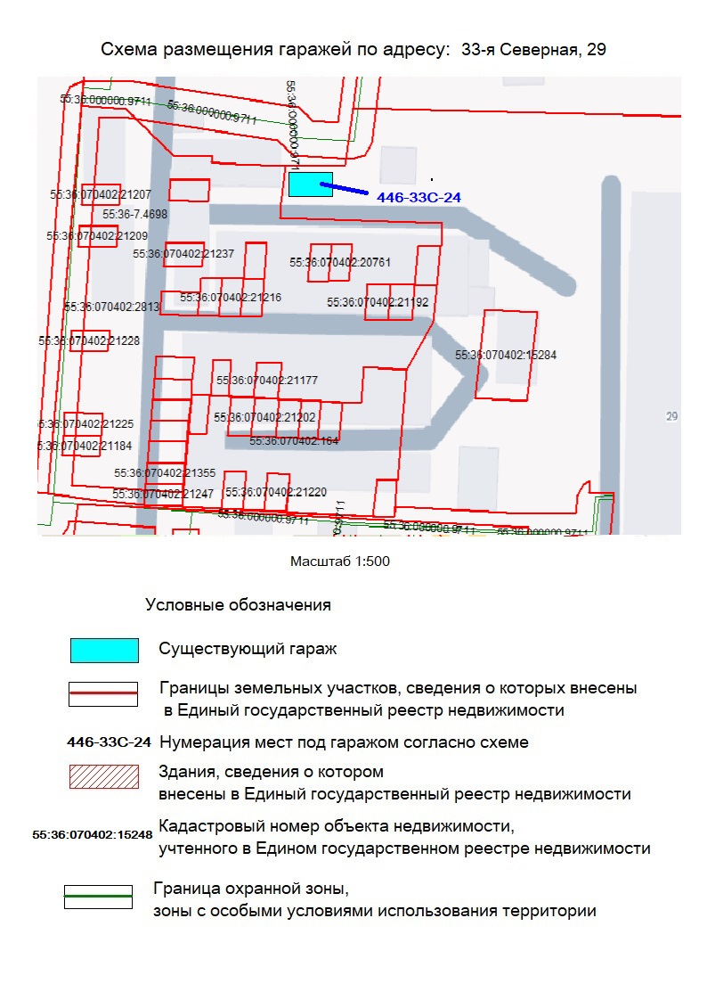 Схема размещения гаражей по адресу: 33-я Северная, 29
55:36:000000:9711
55:36:000000:9711
55:36:000000:971
55:36:070402:21207
446-33С-24
55:36-7.4698
55:36:070402:21209
55:36:070402:21237
55:36:070402:20761
55:36:070402:21216
55:36:070402:21192
55:36:070402:2813
55:36:070402:21228
55:36:070402:15284
55:36:070402:21177
29
55:36:070402:21202
5:36:070402:21225
55:36:070402:164
5:36:070402:21184
55:36:070402:21355
55:36:070402:21247
55:36:070402:21220
55:36:000000:9711
0:9711
55:36:000000:9711
55:36:000000:9711
Масштаб 1:500
Условные обозначения
Существующий гараж
Границы земельных участков, сведения о которых внесены
в Единый государственный реестр недвижимости
446-33С-24 Нумерация мест под гаражом согласно схеме
Здания, сведения о котором
внесены в Единый государственный реестр недвижимости
55:36:070402:15248 Кадастровый номер объекта недвижимости,
учтенного в Едином государственном реестре недвижимости
Граница охранной зоны,
зоны с особыми условиями использования территории